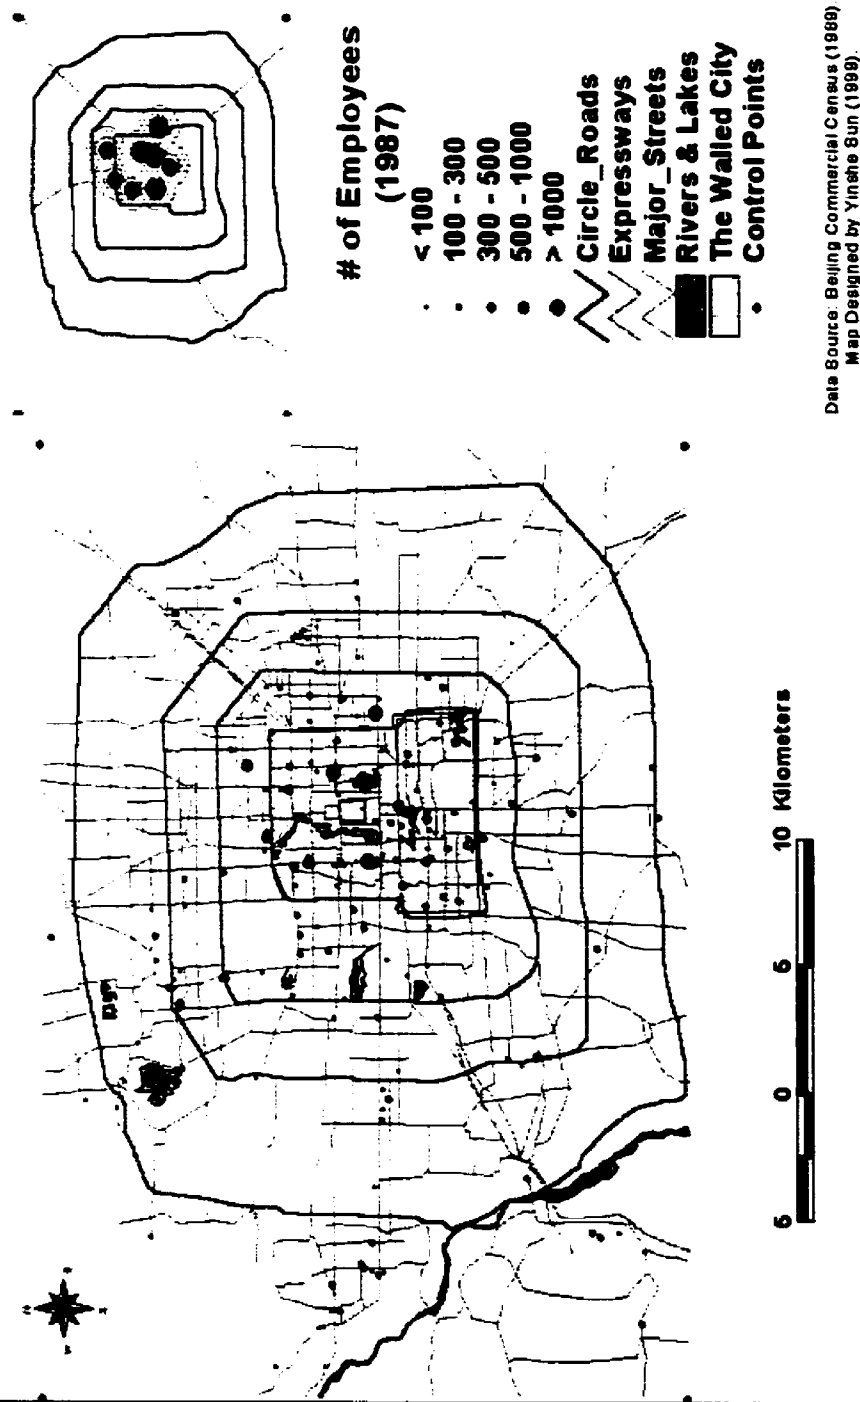 # of Employees
(1987)
< 100
100 - 300
300 - 500
500 - 1000
> 1000
Circle_Roads
Expressways
Major_Streets
Rivers & Lakes
The Walled City
Control Points
5 0 5 10 Kilometers
Data Source: Beijing Commercial Census (1989).
Map Designed by Yinshe Sun (1999).